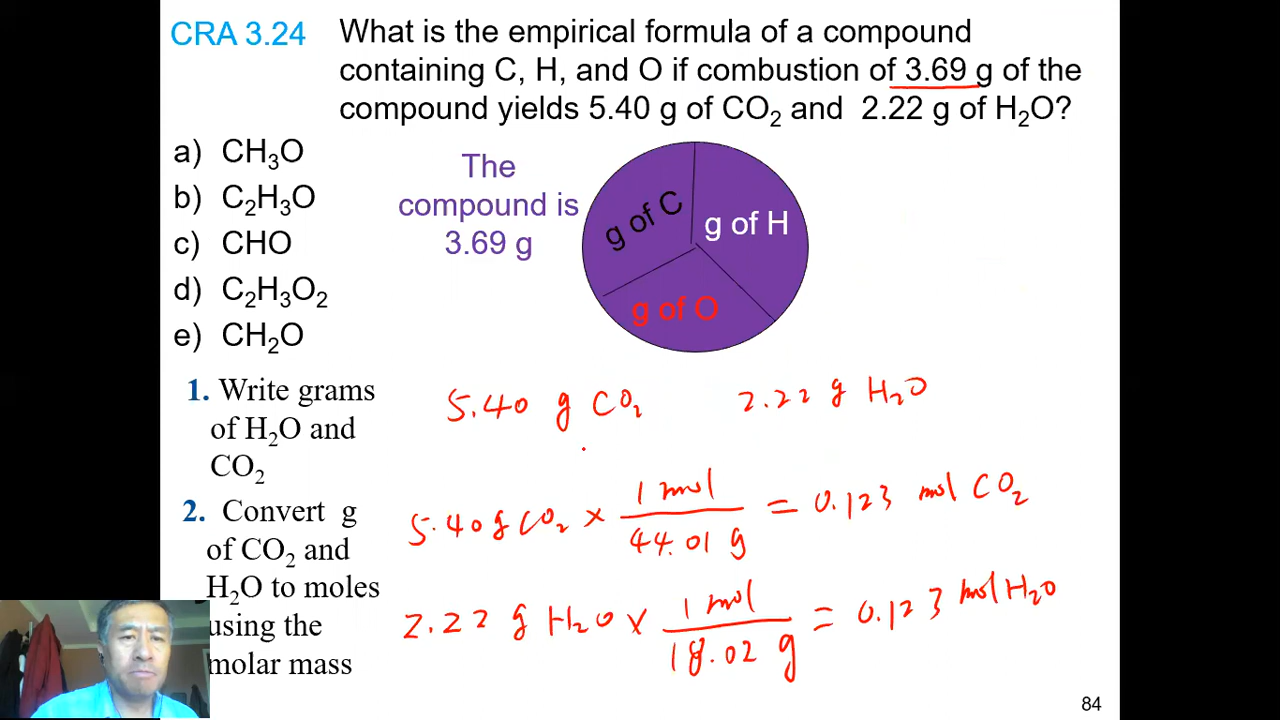 CRA 3.24
What is the empirical formula of a compound
containing C, H, and O if combustion of 3.69 g of the
compound yields 5.40 g of CO₂ and 2.22 g of H₂O?
a) CH₃O
b) C₂H₃O
c) CHO
d) C₂H₃O₂
e) CH₂O
The
compound is
3.69 g
g of C
g of H
g of O
1. Write grams
of H₂O and
CO₂
2. Convert g
of CO₂ and
H₂O to moles
using the
molar mass
5.40 g CO₂
2.22 g H₂O
5.40 g CO₂ × 1 mol / 44.01 g = 0.123 mol CO₂
2.22 g H₂O × 1 mol / 18.02 g = 0.123 mol H₂O
84